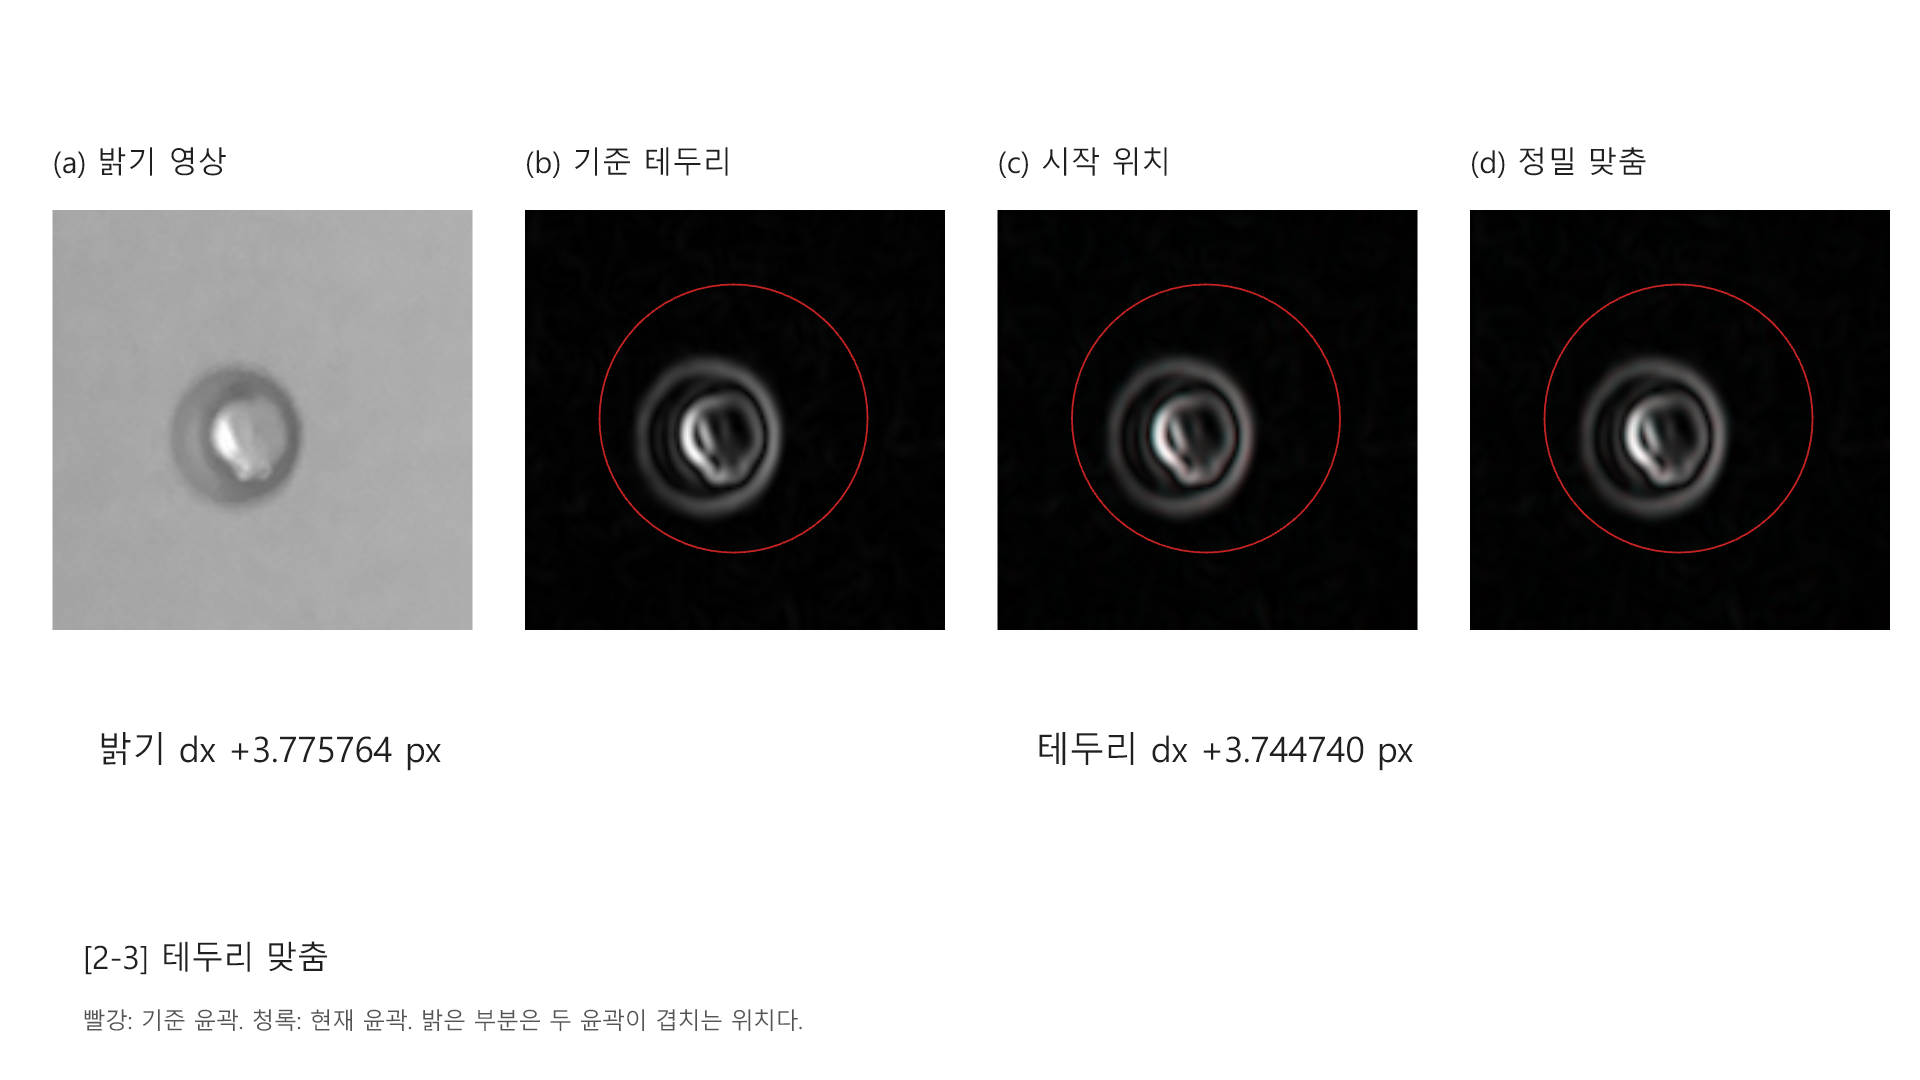 (a) 밝기 영상
(b) 기준 테두리
(c) 시작 위치
(d) 정밀 맞춤
밝기 dx +3.775764 px
테두리 dx +3.744740 px
[2-3] 테두리 맞춤
빨강: 기준 윤곽. 청록: 현재 윤곽. 밝은 부분은 두 윤곽이 겹치는 위치다.